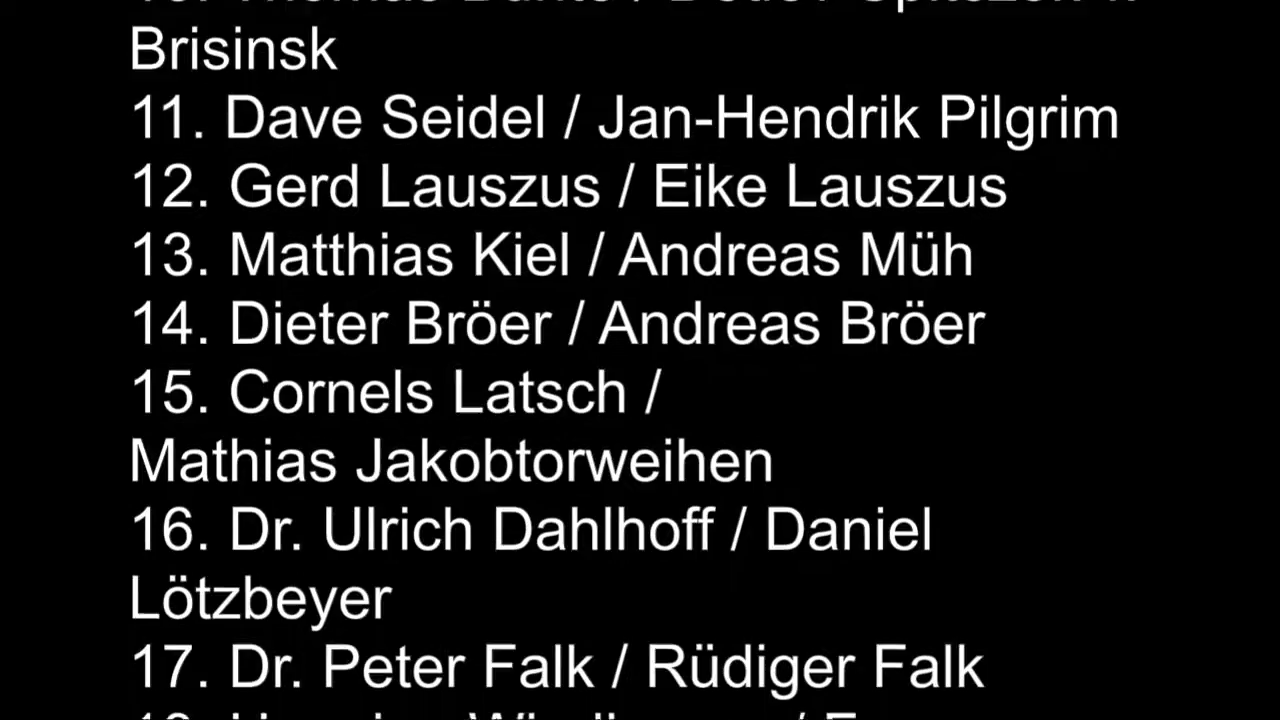 Brisinsk
11. Dave Seidel / Jan-Hendrik Pilgrim
12. Gerd Lauszus / Eike Lauszus
13. Matthias Kiel / Andreas Müh
14. Dieter Bröer / Andreas Bröer
15. Cornels Latsch /
Mathias Jakobtorweihen
16. Dr. Ulrich Dahlhoff / Daniel
Lötzbeyer
17. Dr. Peter Falk / Rüdiger Falk